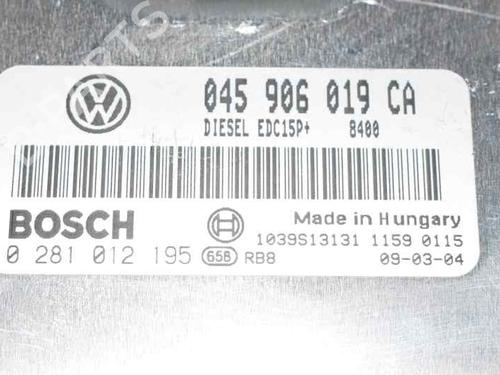 045 906 019 CA
DIESEL EDC15P+ 8400
BOSCH
Made in Hungary
1039S13131 1159 0115
0 281 012 195 658 RB8 09-03-04